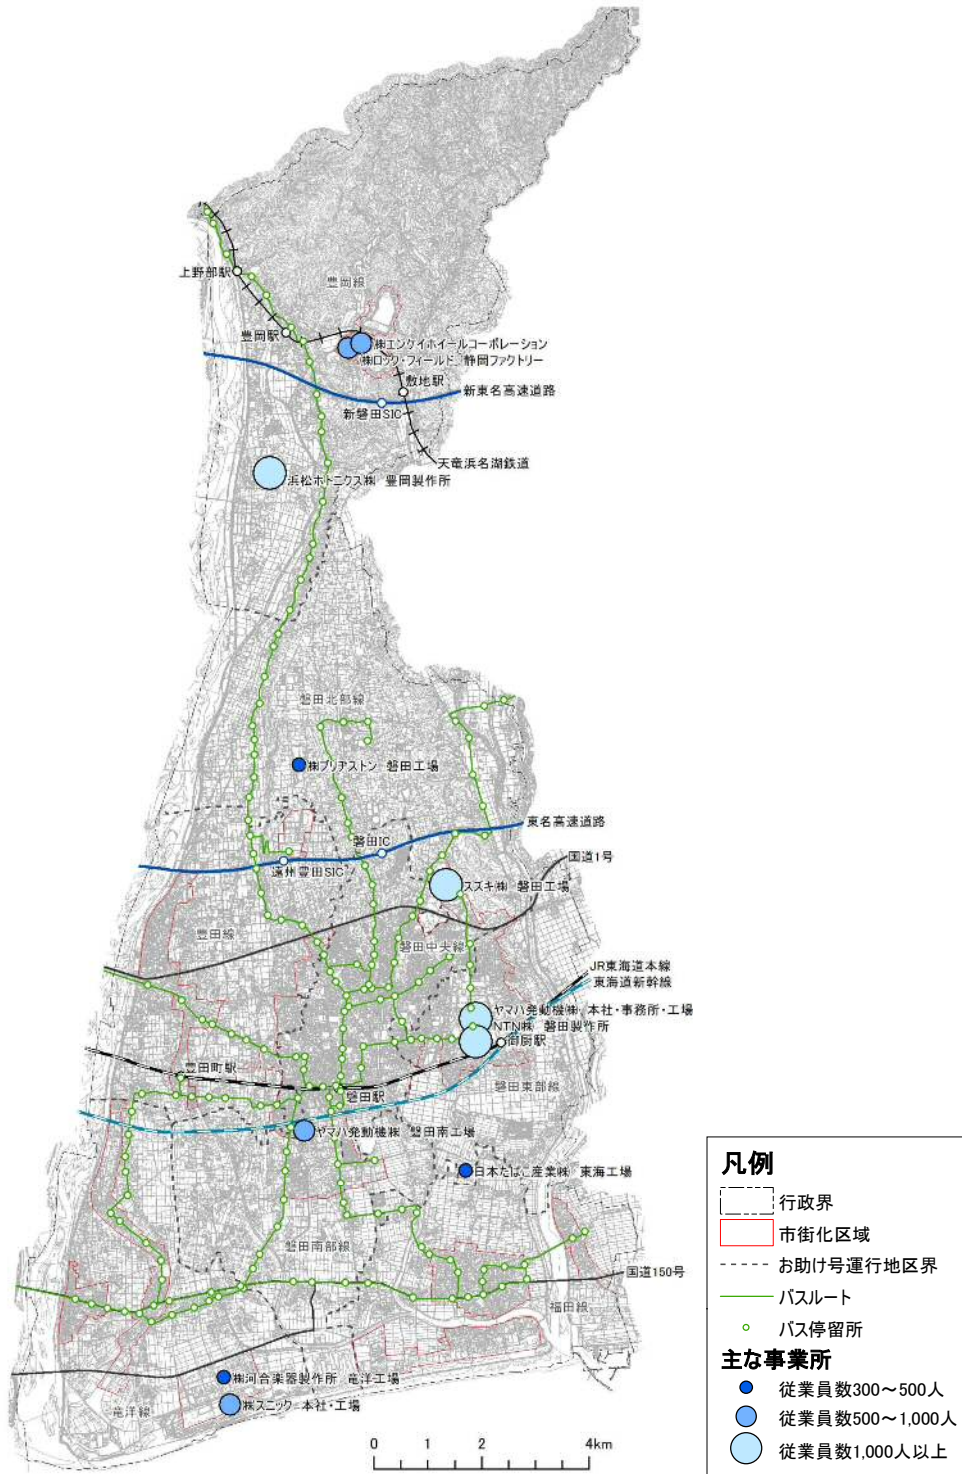 上野部駅
豊岡線
豊岡駅
㈱エンケイホイールコーポレーション
㈱ロック・フィールド 静岡ファクトリー
敷地駅
新東名高速道路
新磐田SIC
天竜浜名湖鉄道
浜松ホトニクス㈱ 豊岡製作所
磐田北部線
㈱ブリヂストン 磐田工場
東名高速道路
磐田IC
国道1号
遠州豊田SIC
スズキ㈱ 磐田工場
豊田線
磐田中央線
JR東海道本線
東海道新幹線
ヤマハ発動機㈱ 本社・事務所・工場
NTN㈱ 磐田製作所
御厨駅
豊田町駅
磐田東部線
磐田駅
ヤマハ発動機㈱ 磐田南工場
日本たばこ産業㈱ 東海工場
磐田南部線
国道150号
福田線
㈱河合楽器製作所 竜洋工場
㈱スニック 本社・工場
竜洋線
0 1 2 4km
凡例
行政界
市街化区域
お助け号運行地区界
バスルート
バス停留所
主な事業所
従業員数300～500人
従業員数500～1,000人
従業員数1,000人以上